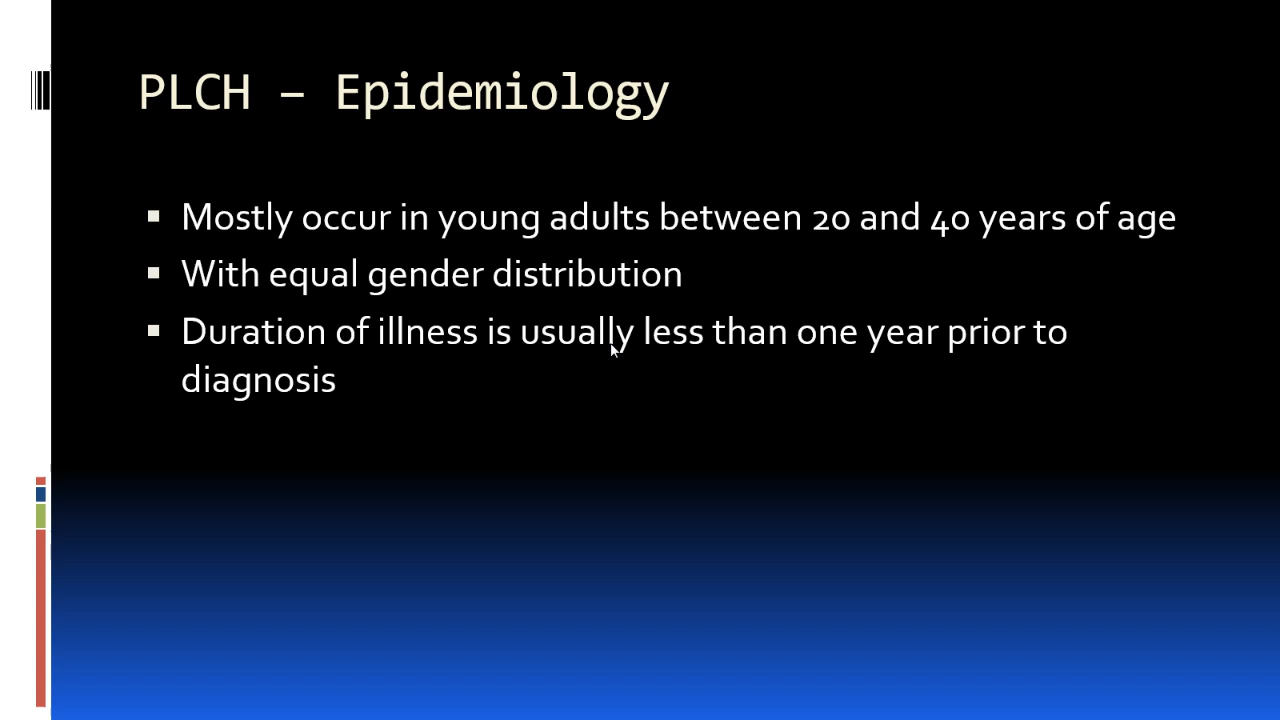 PLCH – Epidemiology
Mostly occur in young adults between 20 and 40 years of age
With equal gender distribution
Duration of illness is usually less than one year prior to
diagnosis